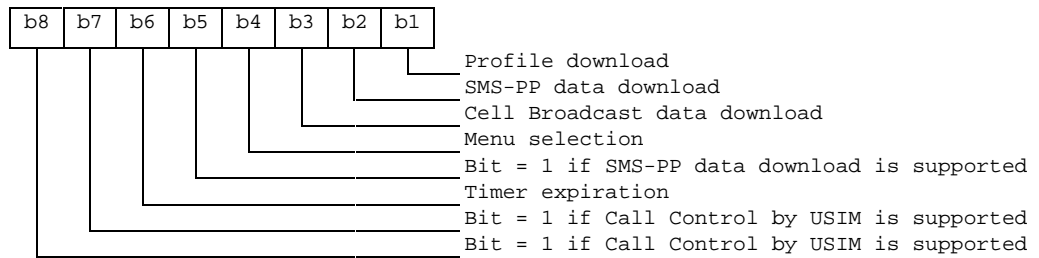 b8 b7 b6 b5 b4 b3 b2 b1
Profile download
SMS-PP data download
Cell Broadcast data download
Menu selection
Bit = 1 if SMS-PP data download is supported
Timer expiration
Bit = 1 if Call Control by USIM is supported
Bit = 1 if Call Control by USIM is supported